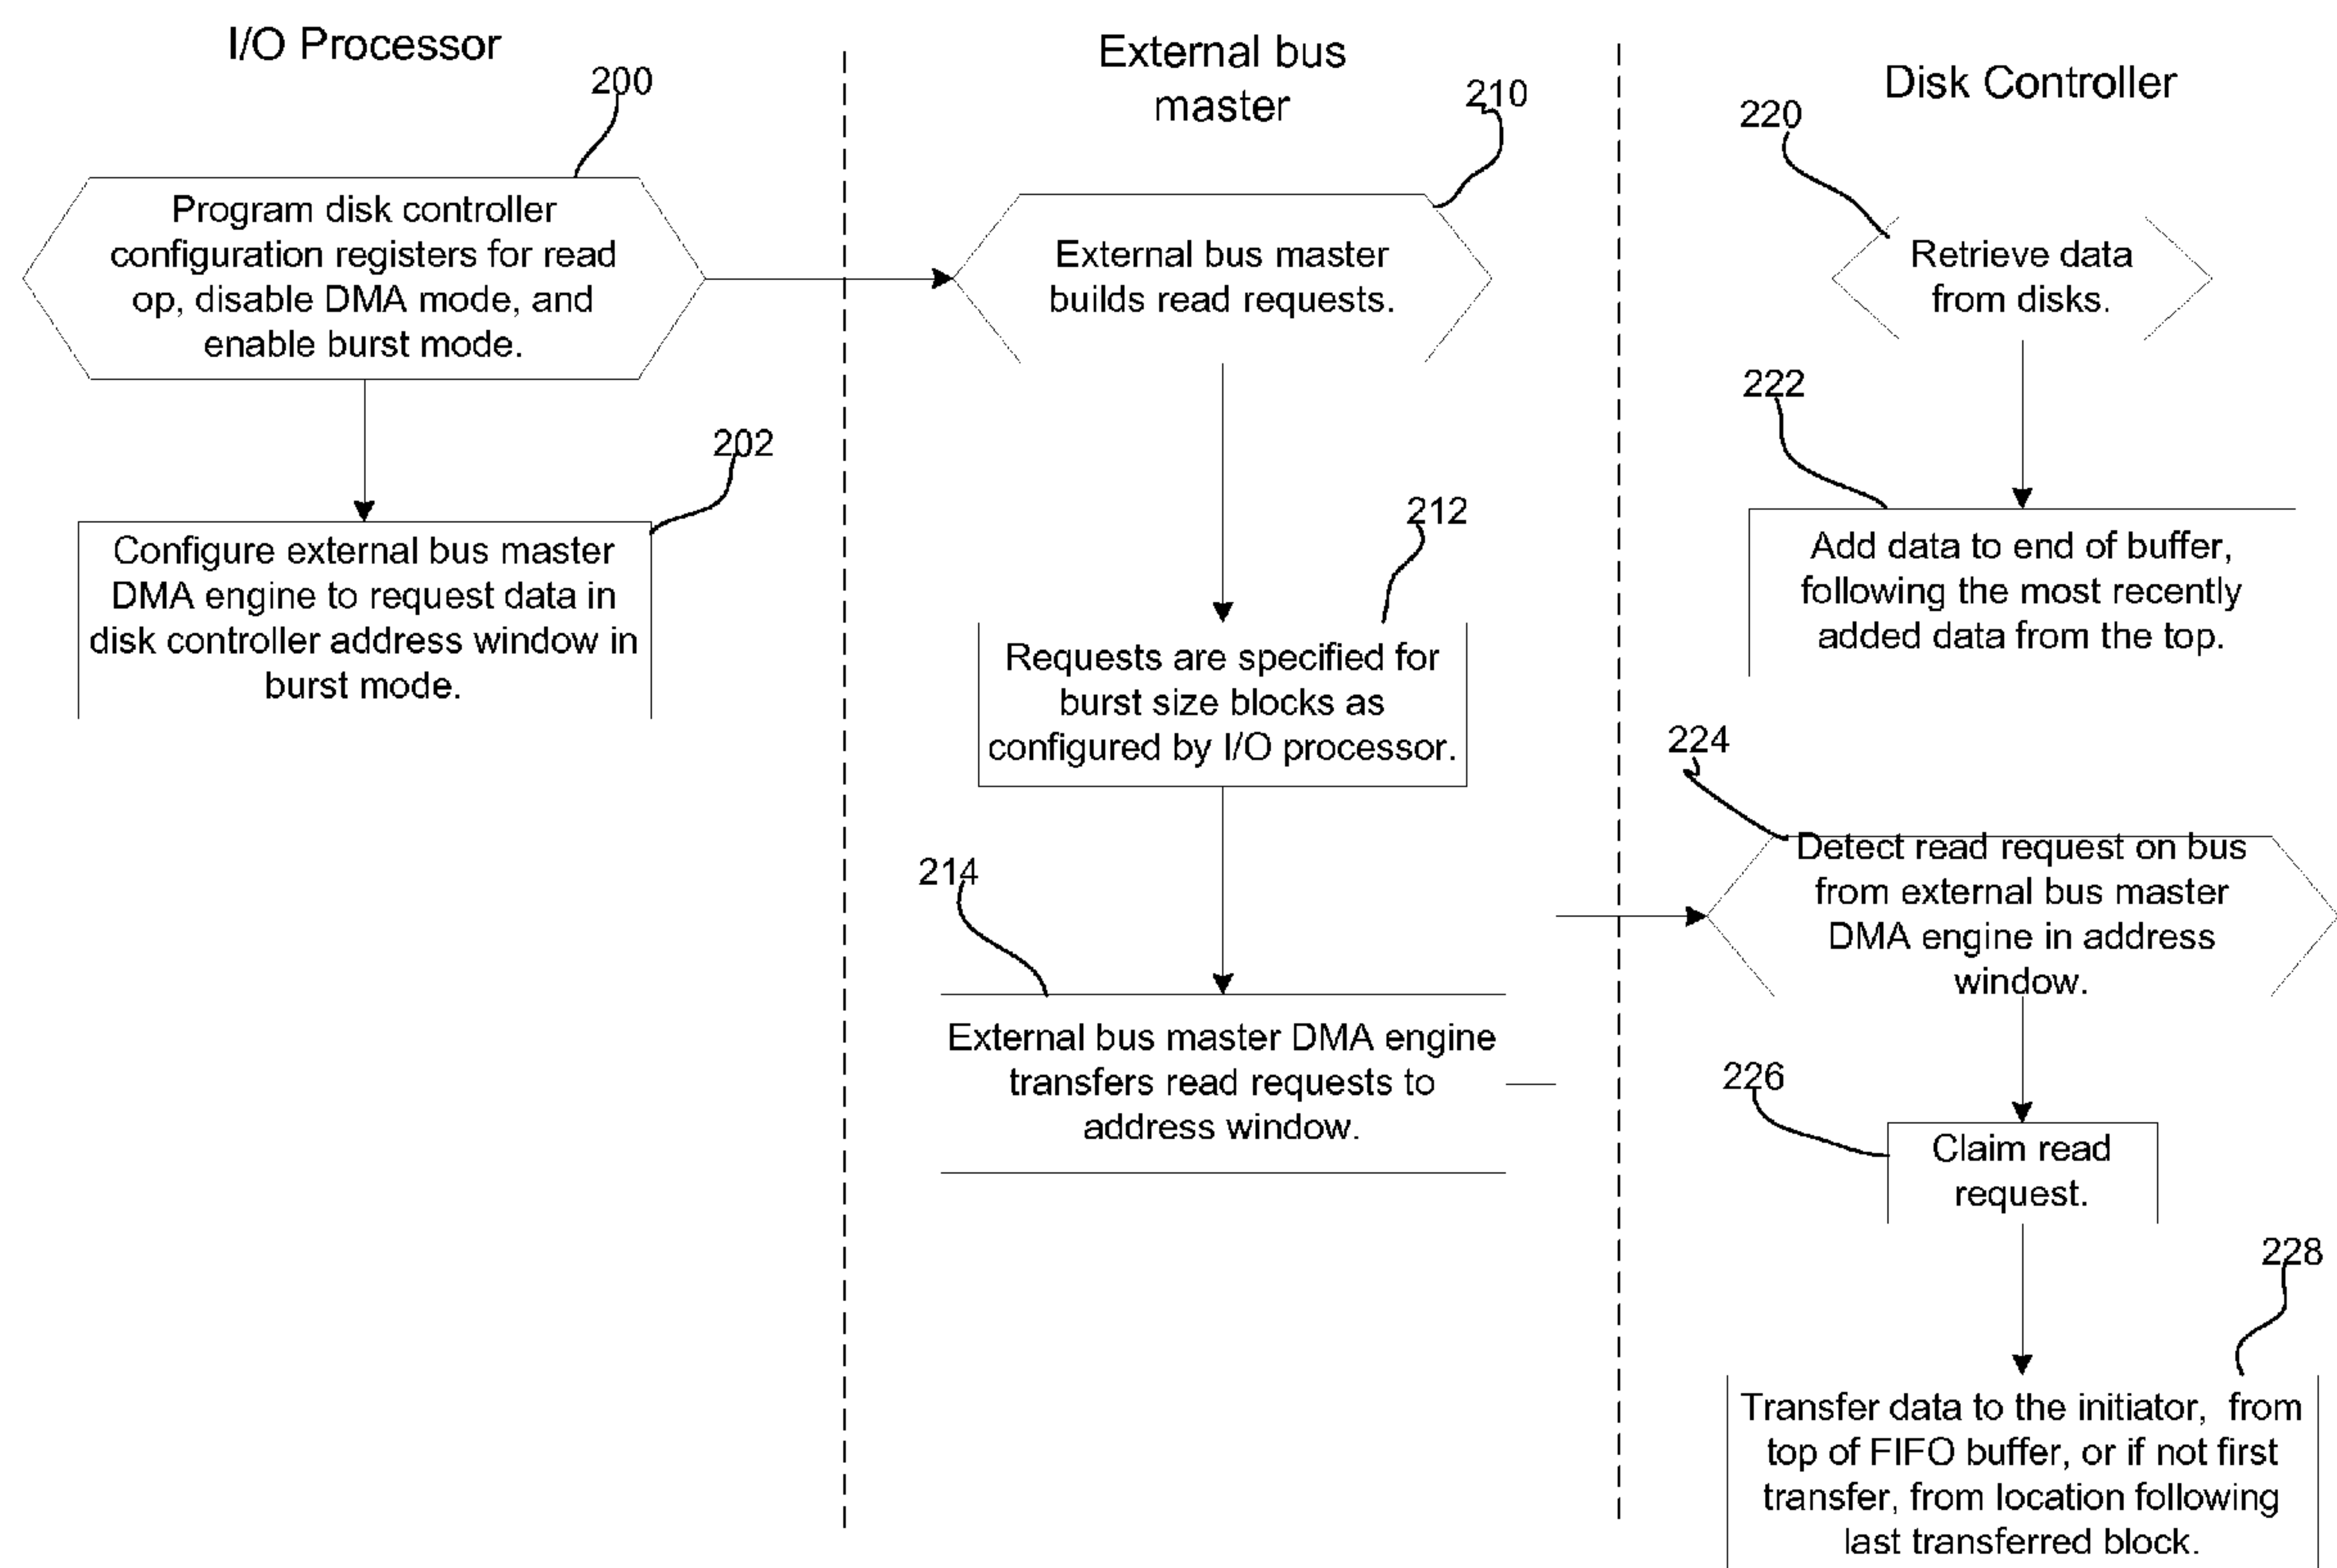 I/O Processor
200
Program disk controller
configuration registers for read
op, disable DMA mode, and
enable burst mode.
202
Configure external bus master
DMA engine to request data in
disk controller address window in
burst mode.
External bus
master
210
External bus master
builds read requests.
212
Requests are specified for
burst size blocks as
configured by I/O processor.
214
External bus master DMA engine
transfers read requests to
address window.
Disk Controller
220
Retrieve data
from disks.
222
Add data to end of buffer,
following the most recently
added data from the top.
224
Detect read request on bus
from external bus master
DMA engine in address
window.
226
Claim read
request.
228
Transfer data to the initiator,  from
top of FIFO buffer, or if not first
transfer, from location following
last transferred block.